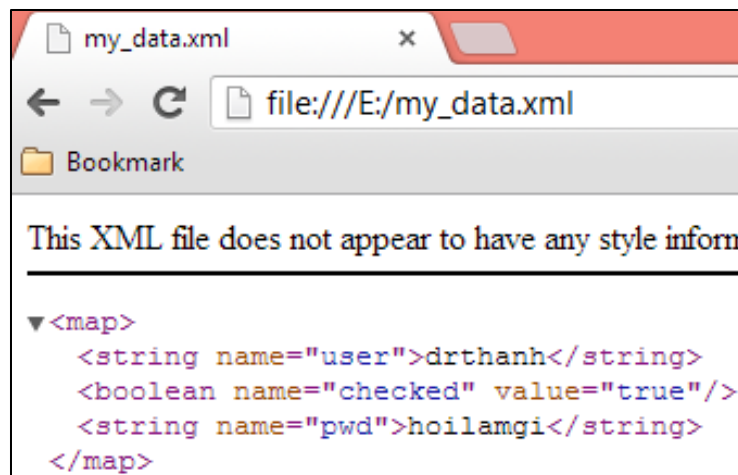 my_data.xml
file:///E:/my_data.xml
Bookmark
This XML file does not appear to have any style inform
<map>
<string name="user">drthanh</string>
<boolean name="checked" value="true"/>
<string name="pwd">hoilamgi</string>
</map>